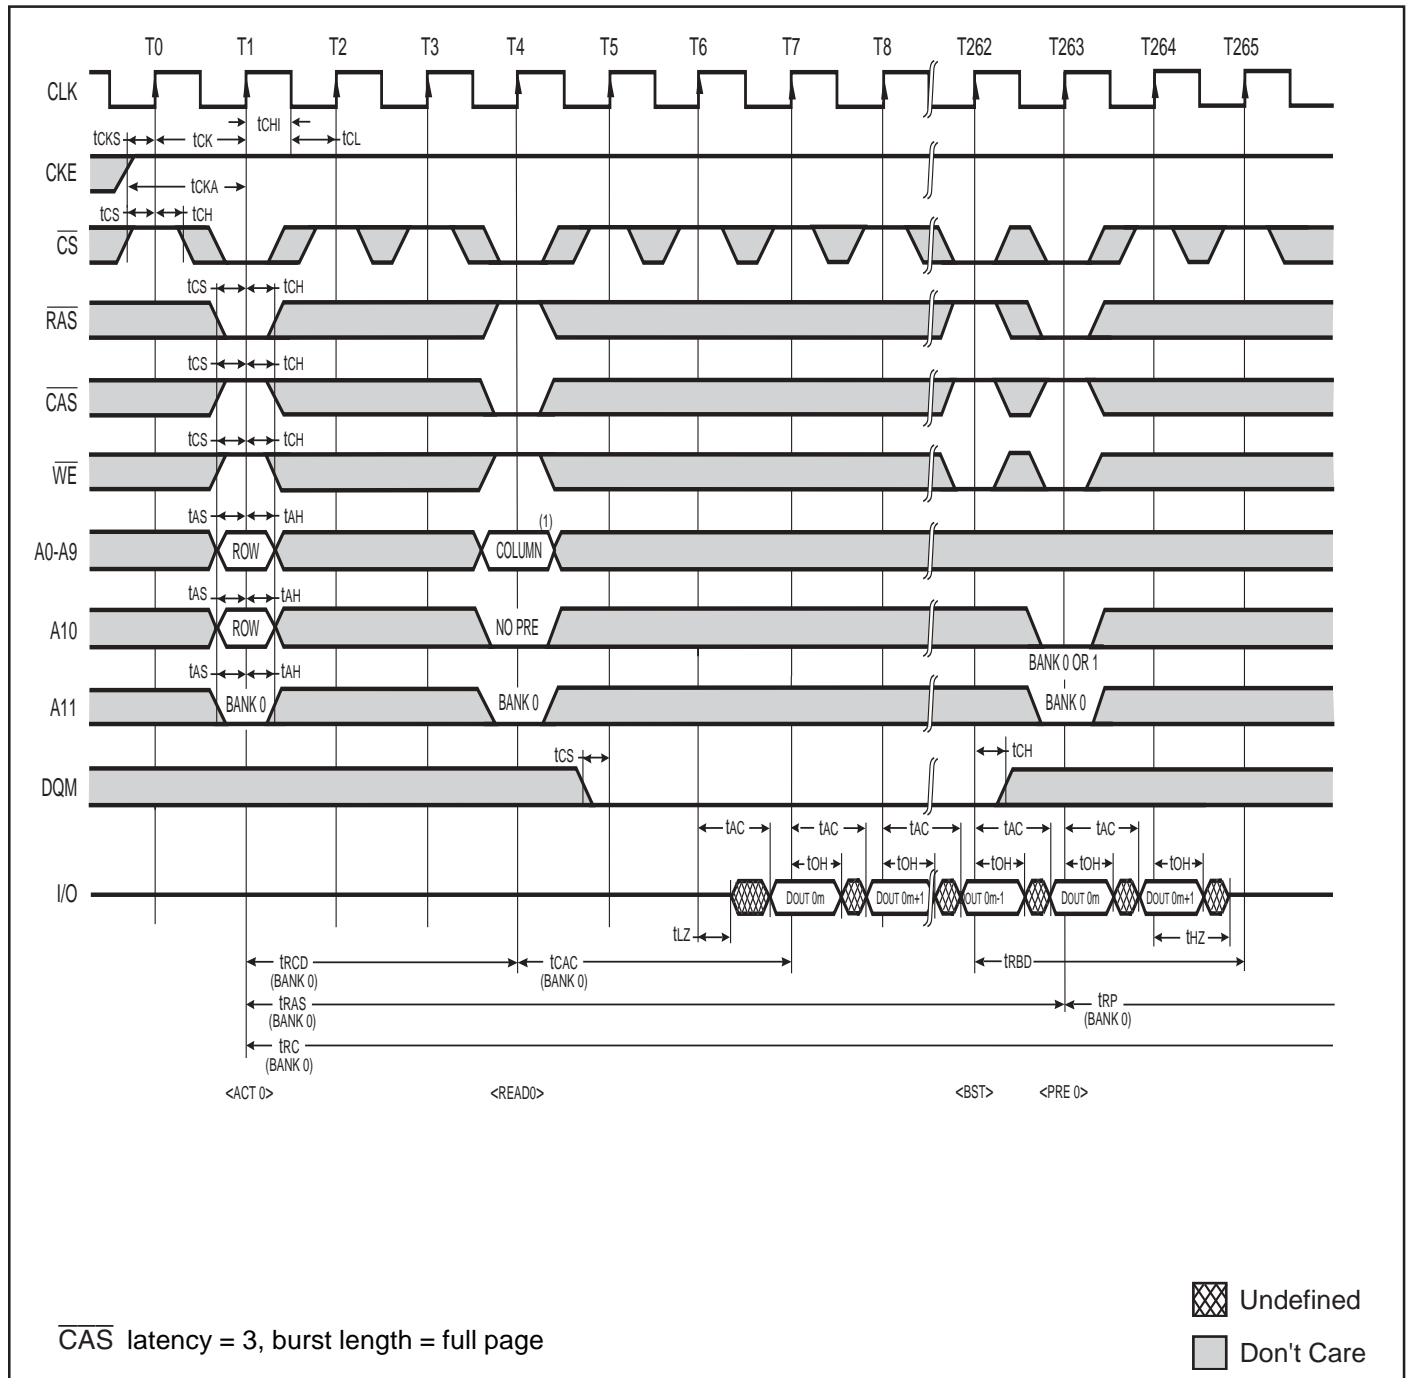 T0 T1 T2 T3 T4 T5 T6 T7 T8 T262 T263 T264 T265
CLK
tCHI
tCKS tCK tCL
CKE
tCKA
tCS tCH
CS
tCS tCH
RAS
tCS tCH
CAS
tCS tCH
WE
tAS tAH (1)
A0-A9 ROW COLUMN
tAS tAH
A10 ROW NO PRE
BANK 0 OR 1
tAS tAH
A11 BANK 0 BANK 0 BANK 0
tCS tCH
DQM
tAC tAC tAC tAC tAC
tOH tOH tOH tOH tOH
I/O DOUT 0m DOUT 0m+1 OUT 0m-1 DOUT 0m DOUT 0m+1
tLZ tHZ
tRCD tCAC tRBD
(BANK 0) (BANK 0)
tRAS tRP
(BANK 0) (BANK 0)
tRC
(BANK 0)
<ACT 0> <READ0> <BST> <PRE 0>
Undefined
CAS latency = 3, burst length = full page
Don't Care